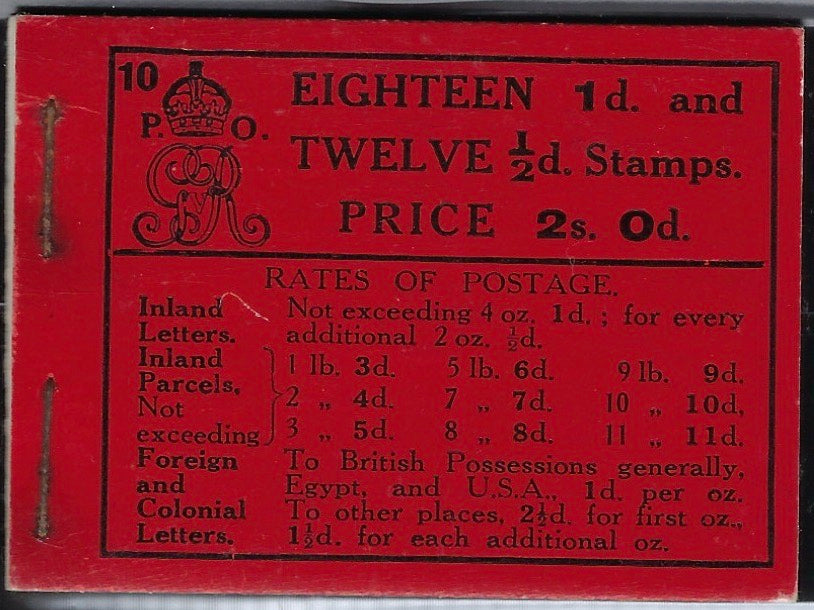 10
P. O.
GvR
EIGHTEEN 1d. and
TWELVE ½d. Stamps.
PRICE 2s. 0d.
RATES OF POSTAGE.
Inland Letters. Not exceeding 4 oz. 1d.; for every
additional 2 oz. ½d.
Inland Parcels, Not exceeding
1 lb. 3d. 5 lb. 6d. 9 lb. 9d.
2 „ 4d. 7 „ 7d. 10 „ 10d,
3 „ 5d. 8 „ 8d. 11 „ 11d.
Foreign and Colonial Letters.
To British Possessions generally,
Egypt, and U.S.A., 1d. per oz.
To other places, 2½d. for first oz.,
1½d. for each additional oz.